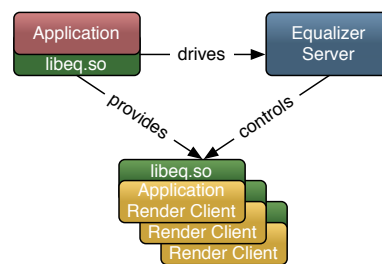 Application
libeq.so
drives
Equalizer
Server
provides
controls
libeq.so
Application
Render Client
Render Client
Render Client